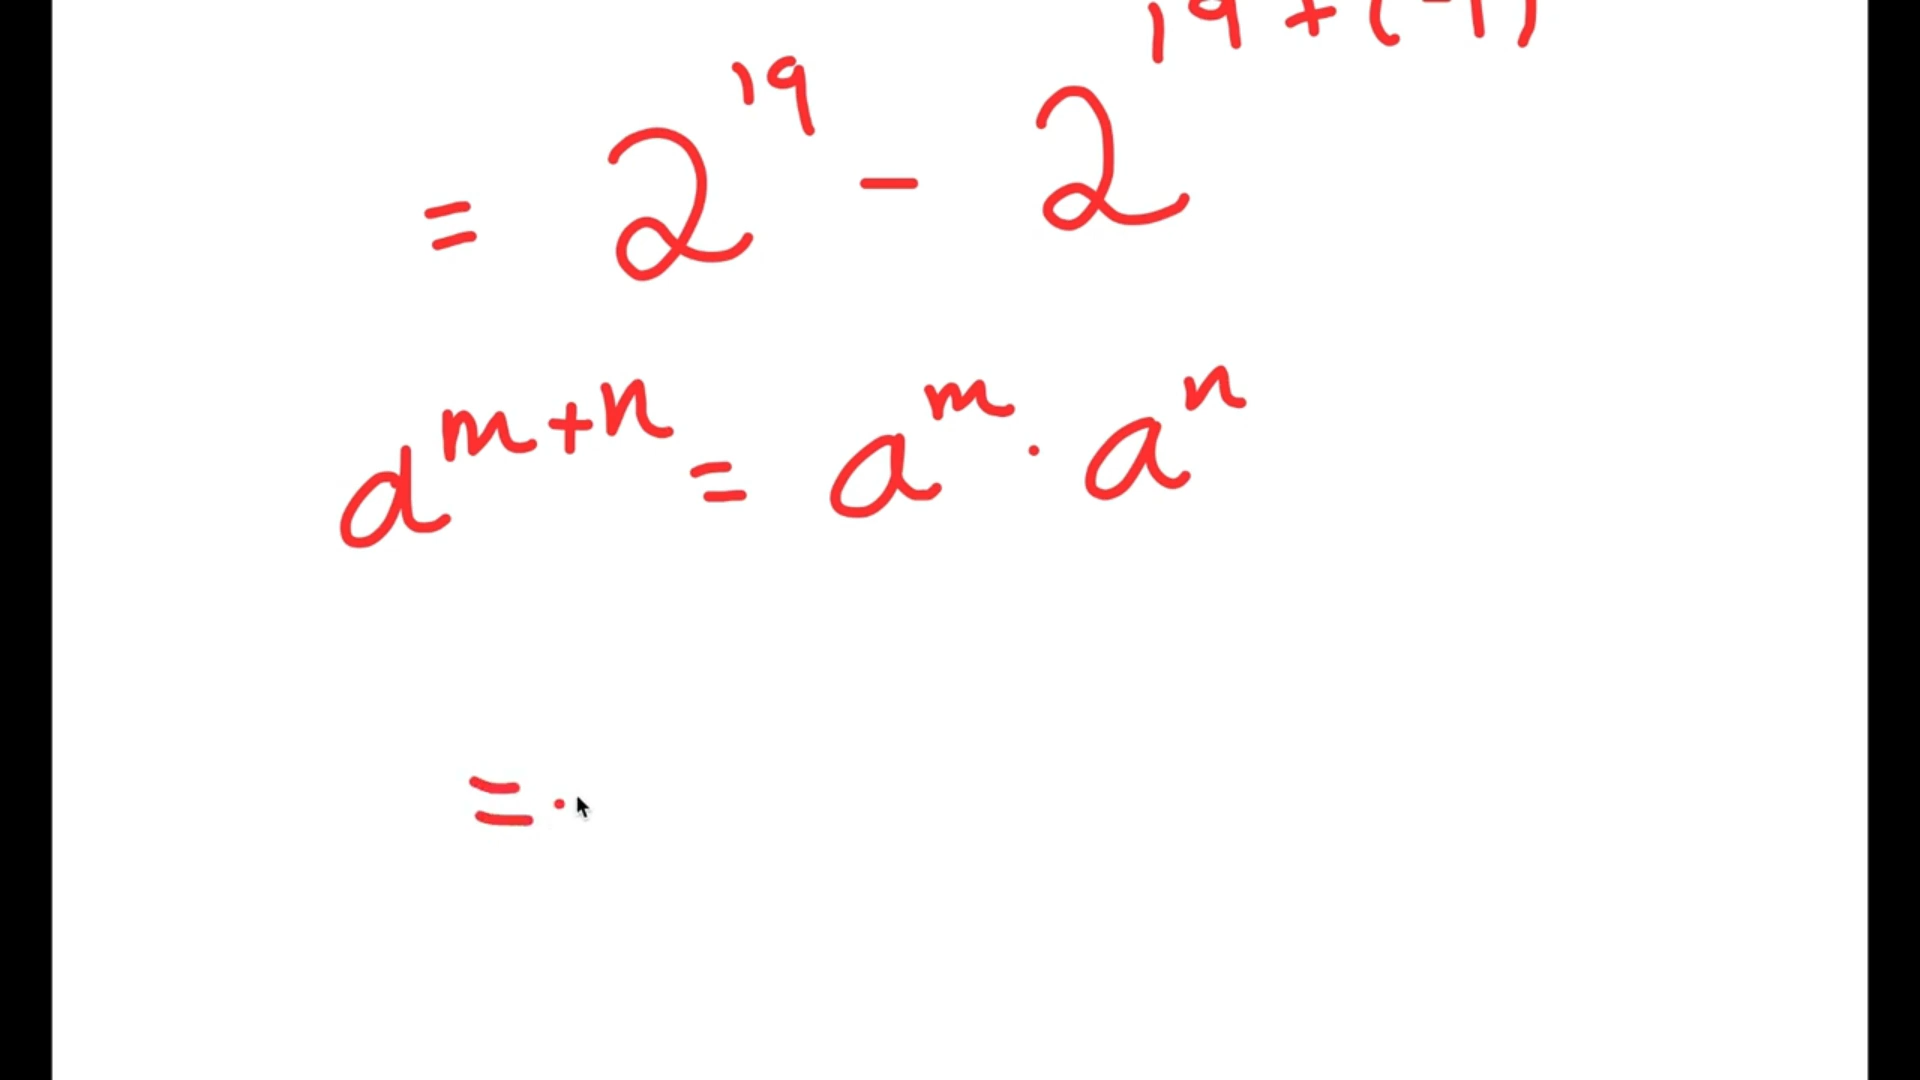 = 2^19 - 2^19+(-1)
a^m+n = a^m · a^n
= ·